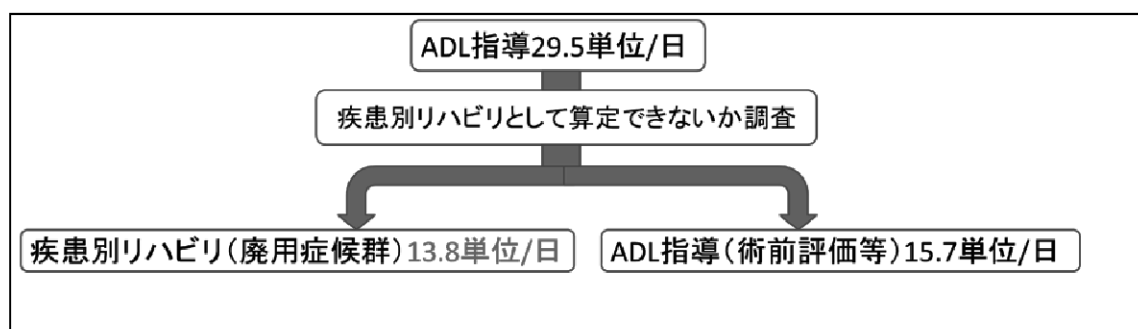 ADL指導29.5単位/日
疾患別リハビリとして算定できないか調査
疾患別リハビリ(廃用症候群)13.8単位/日
ADL指導(術前評価等)15.7単位/日